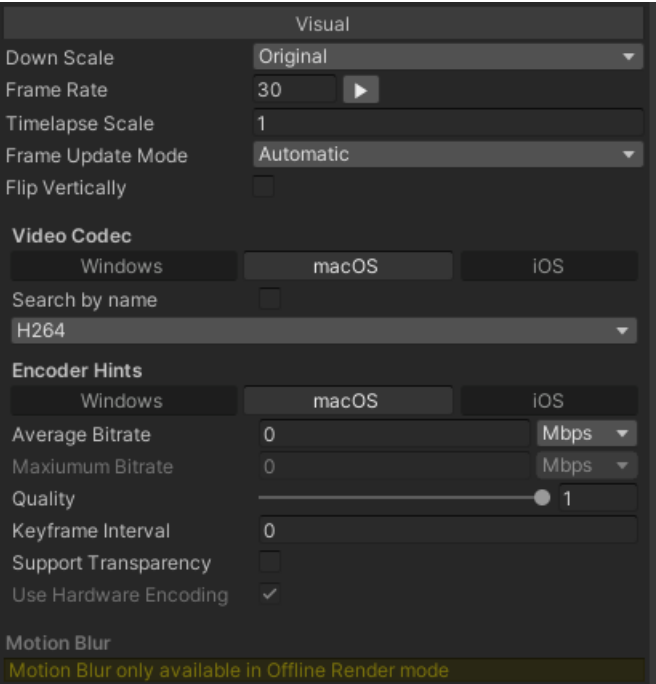 Visual
Down Scale Original
Frame Rate 30
Timelapse Scale 1
Frame Update Mode Automatic
Flip Vertically
Video Codec
Windows macOS iOS
Search by name
H264
Encoder Hints
Windows macOS iOS
Average Bitrate 0 Mbps
Maxiumum Bitrate 0 Mbps
Quality 1
Keyframe Interval 0
Support Transparency
Use Hardware Encoding
Motion Blur
Motion Blur only available in Offline Render mode